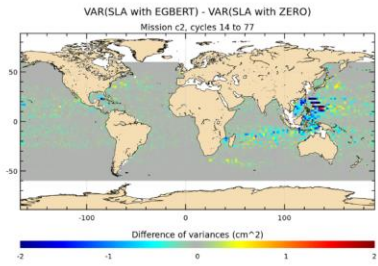 VAR(SLA with EGBERT) - VAR(SLA with ZERO)
Mission c2, cycles 14 to 77
50
0
-50
-100 0 100
Difference of variances (cm^2)
-2 -1 0 1 2